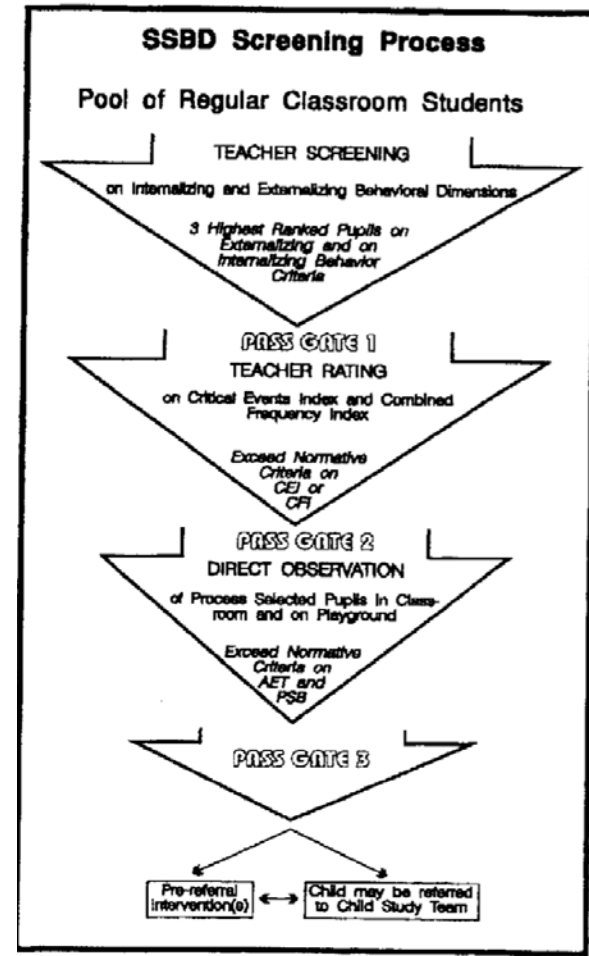 SSBD Screening Process
Pool of Regular Classroom Students
TEACHER SCREENING
on Internalizing and Externalizing Behavioral Dimensions
3 Highest Ranked Pupils on
Externalizing and on
Internalizing Behavior
Criteria
PASS GATE 1
TEACHER RATING
on Critical Events Index and Combined
Frequency Index
Exceed Normative
Criteria on
CEI or
CFI
PASS GATE 2
DIRECT OBSERVATION
of Process Selected Pupils in Class-
room and on Playground
Exceed Normative
Criteria on
AET and
PSB
PASS GATE 3
Pre-referral
Intervention(s)
Child may be referred
to Child Study Team